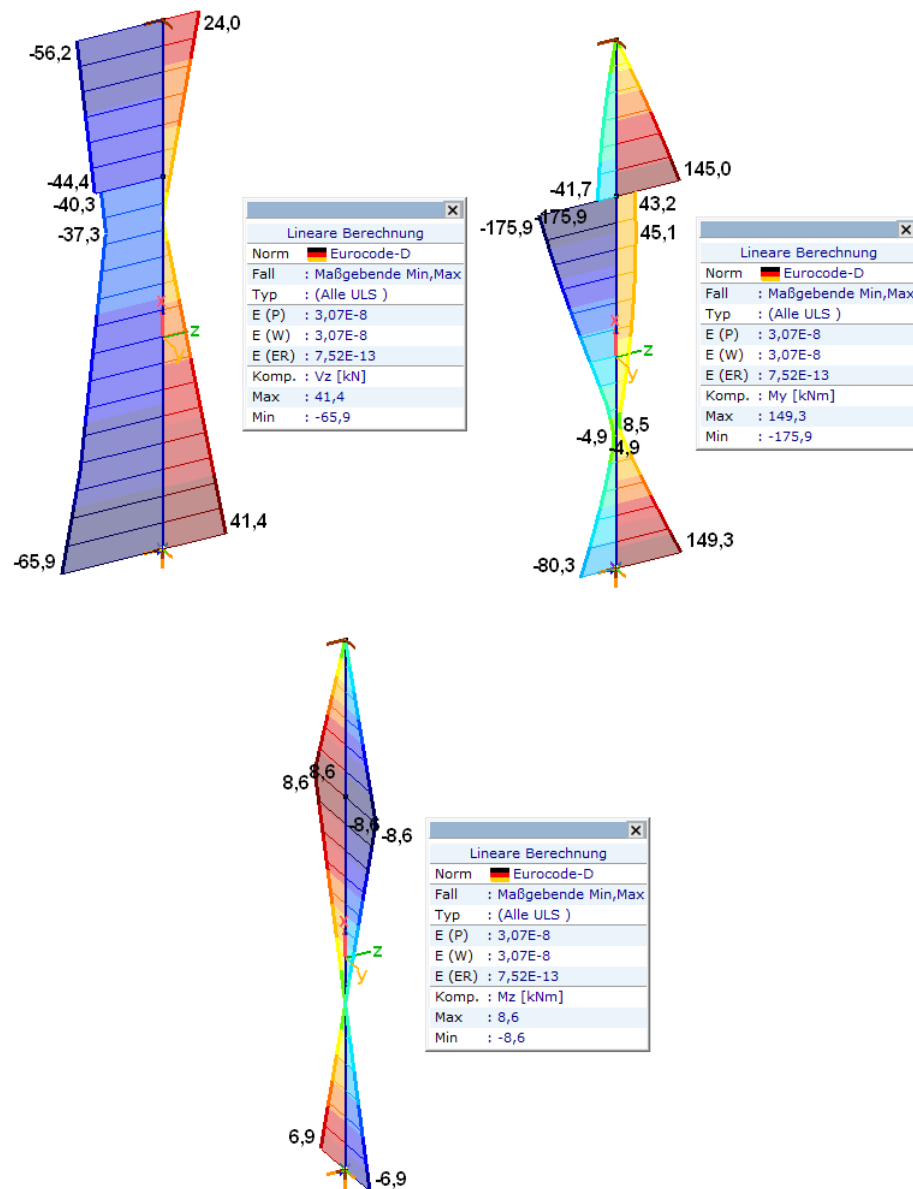 24,0
-56,2
-44,4
-40,3
-37,3
x
z
y
41,4
-65,9
Lineare Berechnung
Norm Eurocode-D
Fall : Maßgebende Min,Max
Typ : (Alle ULS )
E (P) : 3,07E-8
E (W) : 3,07E-8
E (ER) : 7,52E-13
Komp. : Vz [kN]
Max : 41,4
Min : -65,9
145,0
-41,7
43,2
-175,9
-175,9
45,1
x
z
y
8,5
-4,9
-4,9
149,3
-80,3
Lineare Berechnung
Norm Eurocode-D
Fall : Maßgebende Min,Max
Typ : (Alle ULS )
E (P) : 3,07E-8
E (W) : 3,07E-8
E (ER) : 7,52E-13
Komp. : My [kNm]
Max : 149,3
Min : -175,9
8,6
8,6
-8,6
-8,6
x
z
y
6,9
-6,9
Lineare Berechnung
Norm Eurocode-D
Fall : Maßgebende Min,Max
Typ : (Alle ULS )
E (P) : 3,07E-8
E (W) : 3,07E-8
E (ER) : 7,52E-13
Komp. : Mz [kNm]
Max : 8,6
Min : -8,6